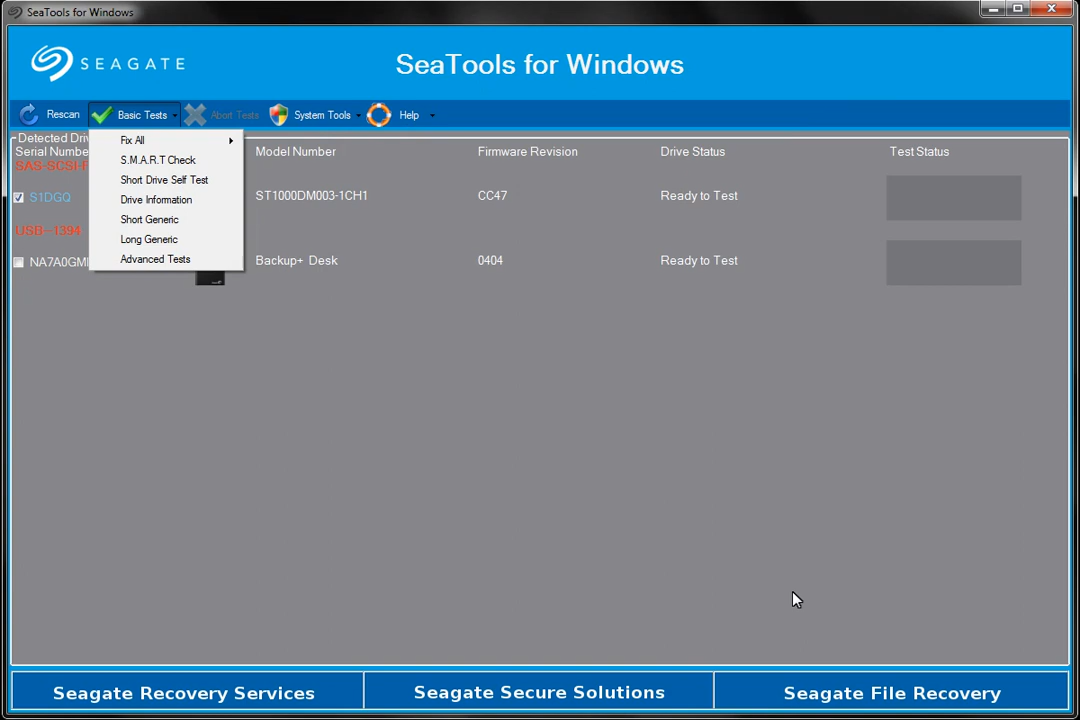 SeaTools for Windows
SEAGATE
SeaTools for Windows
Rescan Basic Tests Abort Tests System Tools Help
Detected
Serial Model Number Firmware Revision Drive Status Test Status
Fix All
S.M.A.R.T Check
Short Drive Self Test
Drive Information
Short Generic
Long Generic
Advanced Tests
S1DGQ ST1000DM003-1CH1 CC47 Ready to Test
USB--1394
Backup+ Desk 0404 Ready to Test
Seagate Recovery Services Seagate Secure Solutions Seagate File Recovery